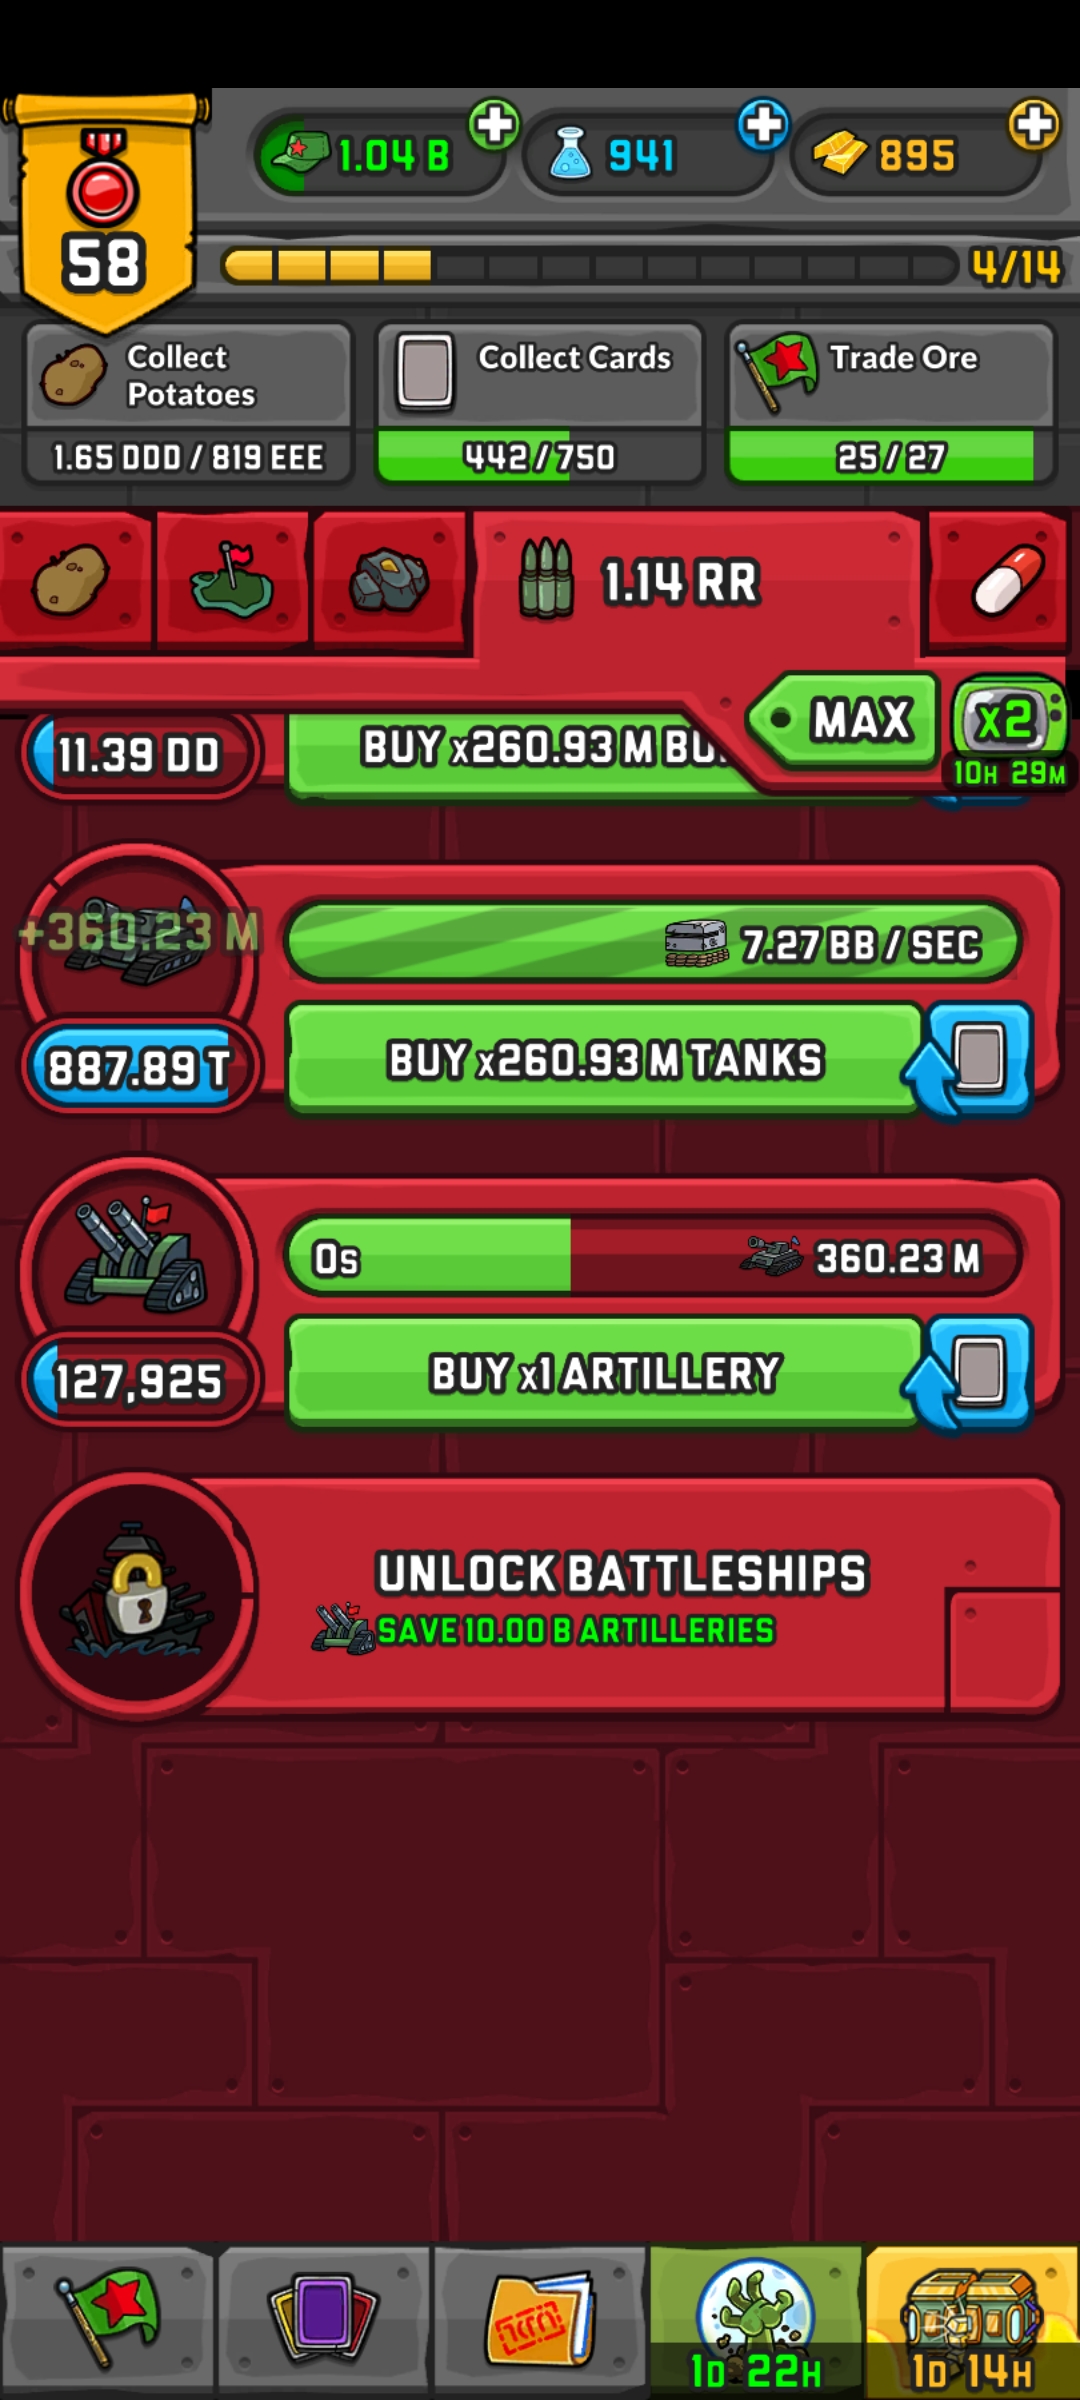 58
1.04 B
941
895
4/14
Collect
Potatoes
1.65 DDD / 819 EEE
Collect Cards
442/750
Trade Ore
25/27
1.14 RR
MAX
x2
10H 29M
11.39 DD
BUY x260.93 M BU
+360.23 M
7.27 BB / SEC
887.89 T
BUY x260.93 M TANKS
0s
360.23 M
127,925
BUY x1 ARTILLERY
UNLOCK BATTLESHIPS
SAVE 10.00 B ARTILLERIES
1D 22H
1D 14H